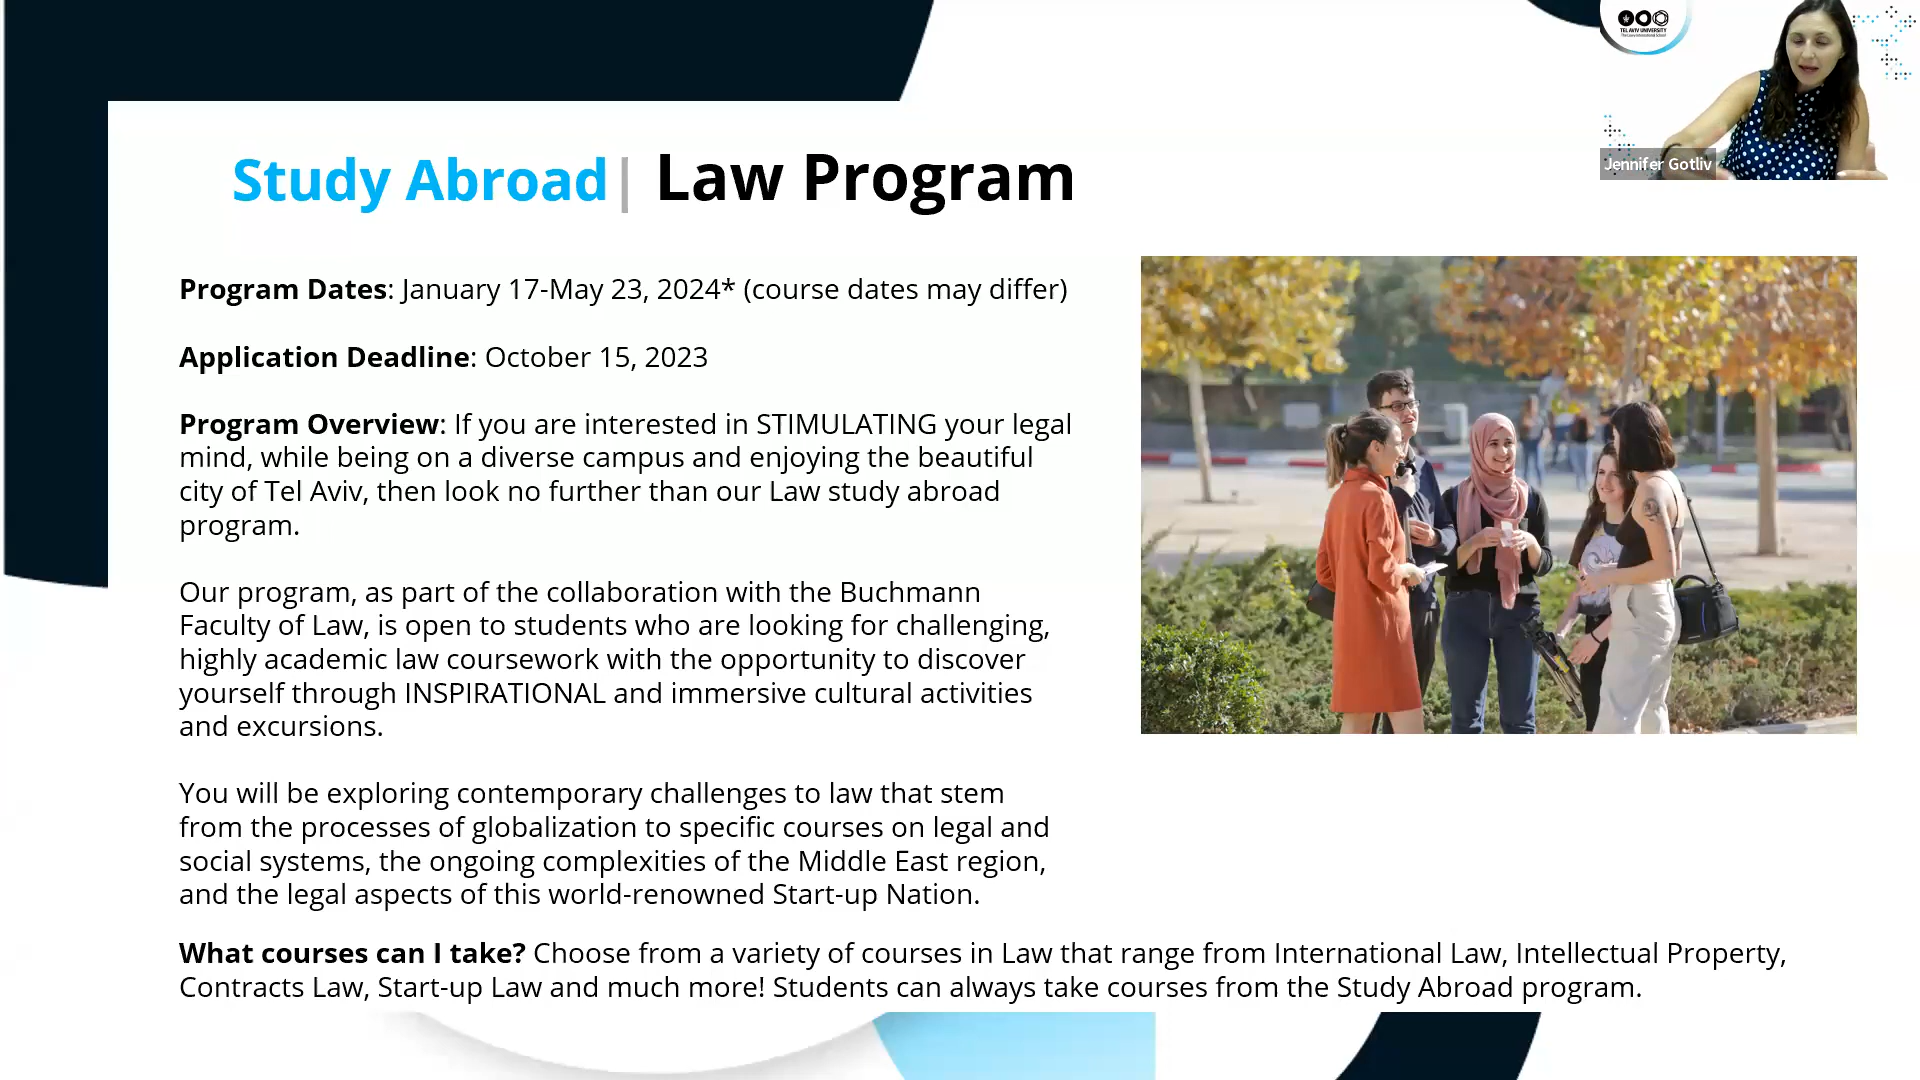 TEL AVIV UNIVERSITY
Jennifer Gotliv
Study Abroad| Law Program
Program Dates: January 17-May 23, 2024* (course dates may differ)
Application Deadline: October 15, 2023
Program Overview: If you are interested in STIMULATING your legal
mind, while being on a diverse campus and enjoying the beautiful
city of Tel Aviv, then look no further than our Law study abroad
program.
Our program, as part of the collaboration with the Buchmann
Faculty of Law, is open to students who are looking for challenging,
highly academic law coursework with the opportunity to discover
yourself through INSPIRATIONAL and immersive cultural activities
and excursions.
You will be exploring contemporary challenges to law that stem
from the processes of globalization to specific courses on legal and
social systems, the ongoing complexities of the Middle East region,
and the legal aspects of this world-renowned Start-up Nation.
What courses can I take? Choose from a variety of courses in Law that range from International Law, Intellectual Property,
Contracts Law, Start-up Law and much more! Students can always take courses from the Study Abroad program.